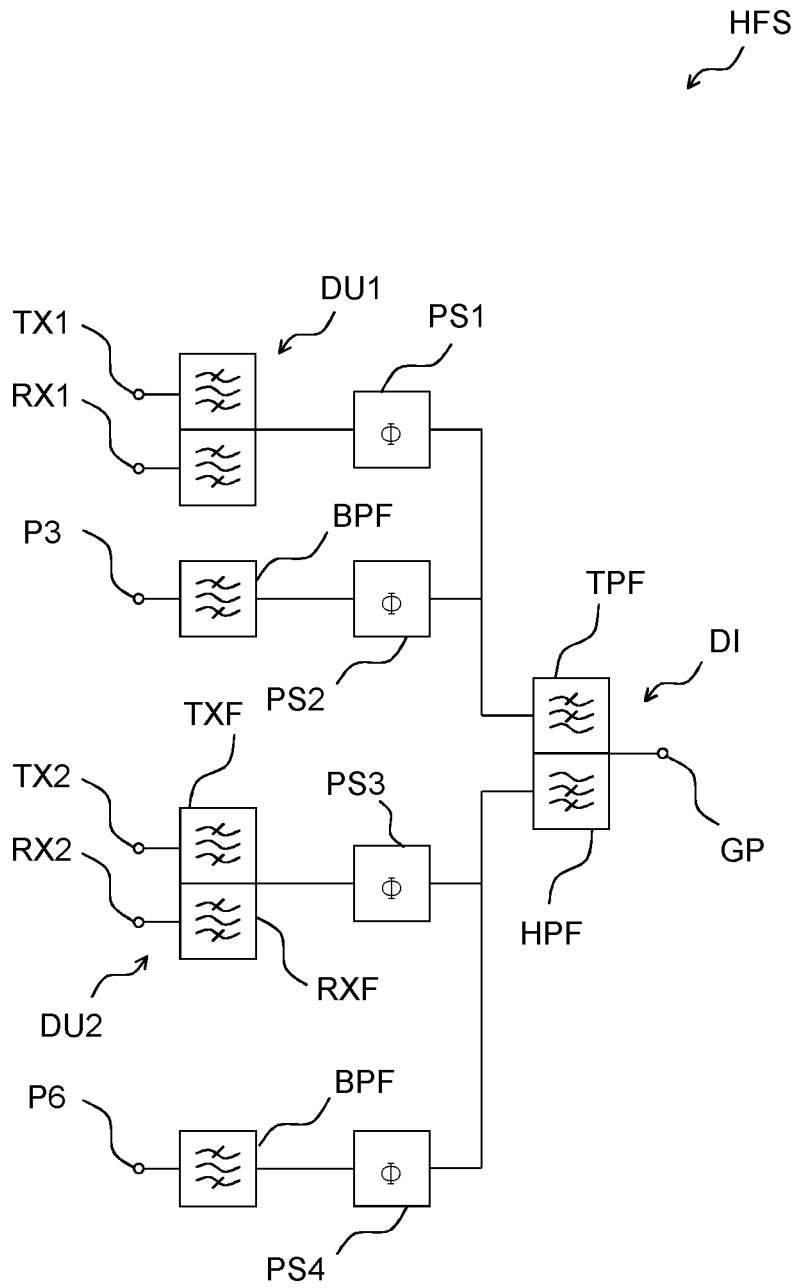 HFS
DU1
PS1
TX1
RX1
Φ
P3
BPF
Φ
TPF
DI
PS2
TXF
TX2
PS3
RX2
Φ
GP
HPF
RXF
DU2
BPF
P6
Φ
PS4